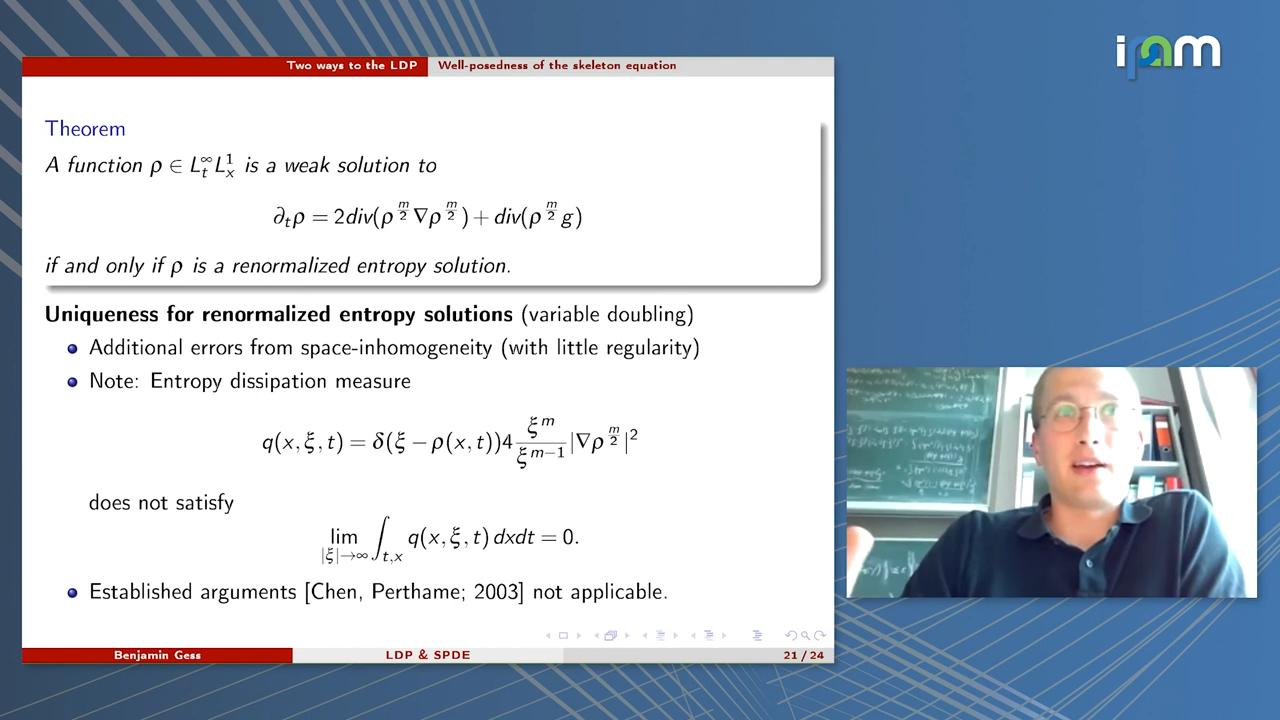 ipam
Two ways to the LDP Well-posedness of the skeleton equation
Theorem
A function ρ ∈ L_t^∞ L_x^1 is a weak solution to
∂_t ρ = 2div(ρ^{m/2} ∇ρ^{m/2}) + div(ρ^{m/2} g)
if and only if ρ is a renormalized entropy solution.
Uniqueness for renormalized entropy solutions (variable doubling)
Additional errors from space-inhomogeneity (with little regularity)
Note: Entropy dissipation measure
q(x, ξ, t) = δ(ξ − ρ(x, t))4 ξ^m/ξ^{m−1} |∇ρ^{m/2}|^2
does not satisfy
lim_{|ξ|→∞} ∫_{t,x} q(x, ξ, t) dxdt = 0.
Established arguments [Chen, Perthame; 2003] not applicable.
Benjamin Gess LDP & SPDE 21 / 24